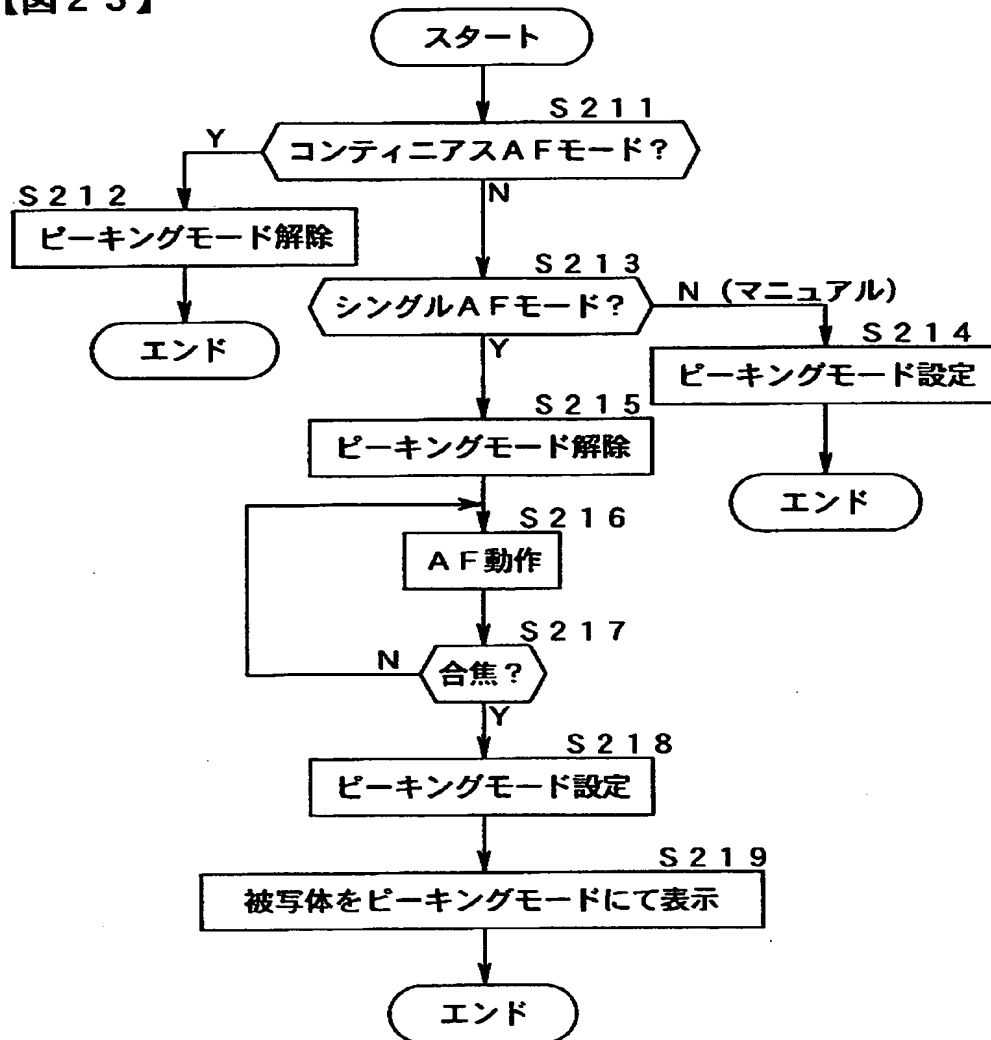 【図23】
スタート
S211
コンティニアスAFモード?
Y
N
S212
ピーキングモード解除
エンド
S213
シングルAFモード?
N (マニュアル)
Y
S214
ピーキングモード設定
エンド
S215
ピーキングモード解除
S216
AF動作
S217
合焦?
N
Y
S218
ピーキングモード設定
S219
被写体をピーキングモードにて表示
エンド